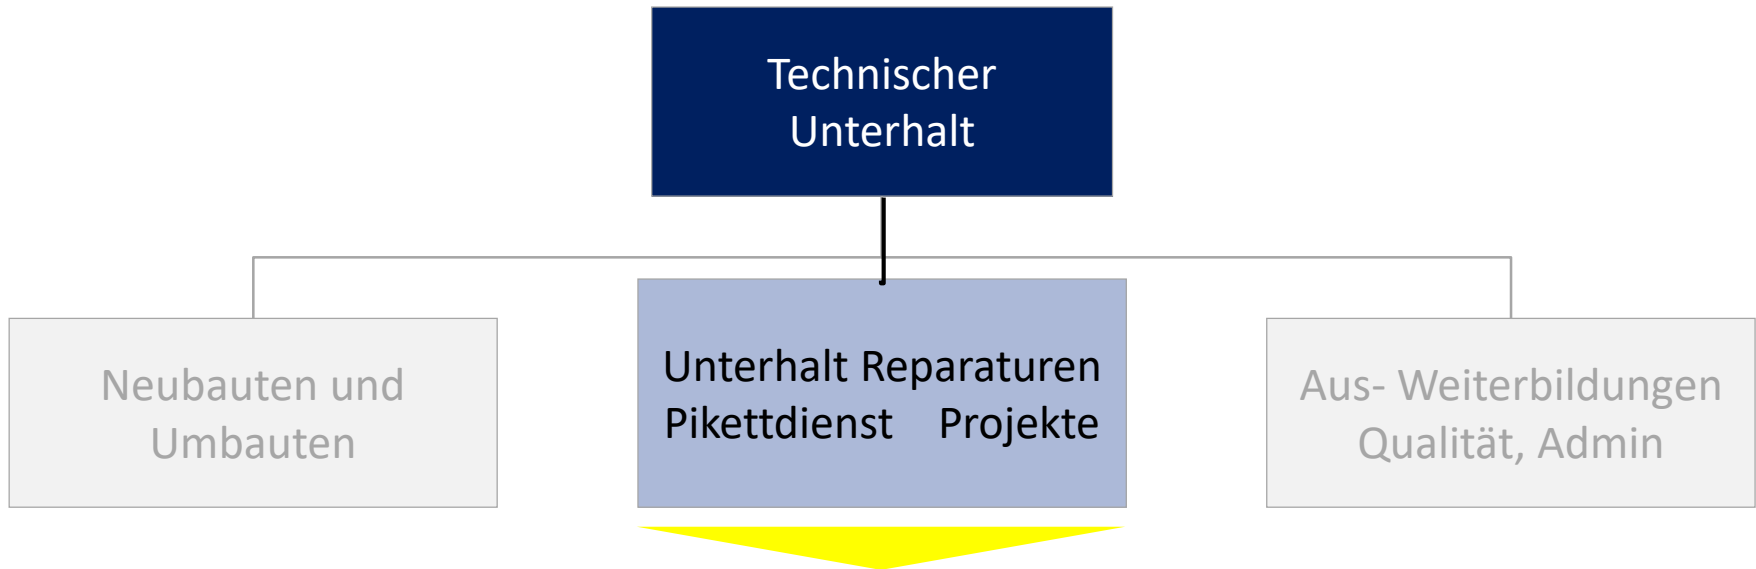 Technischer
Unterhalt
Neubauten und
Umbauten
Unterhalt Reparaturen
Pikettdienst Projekte
Aus- Weiterbildungen
Qualität, Admin